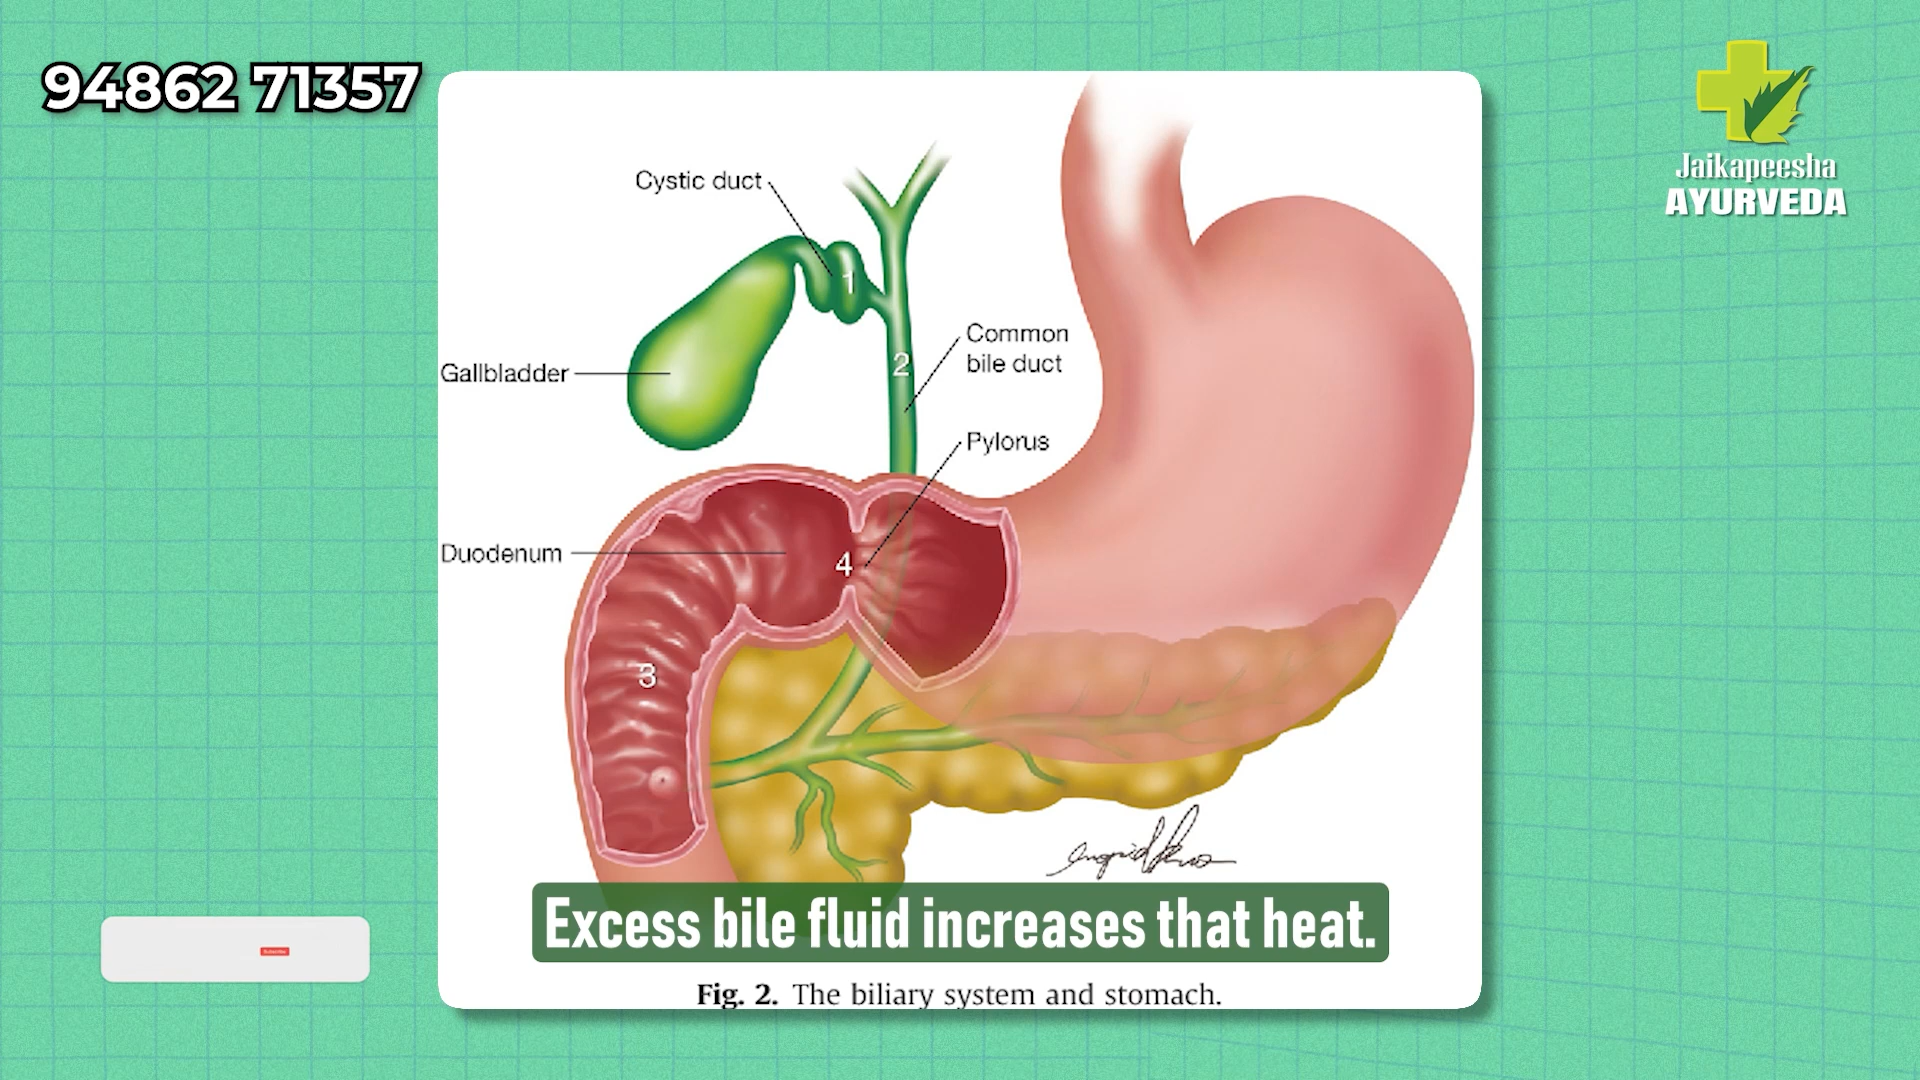 94862 71357
Jaikapeesha
AYURVEDA
Cystic duct
1
Common
bile duct
2
Gallbladder
Pylorus
Duodenum
4
3
Excess bile fluid increases that heat.
Fig. 2. The biliary system and stomach.